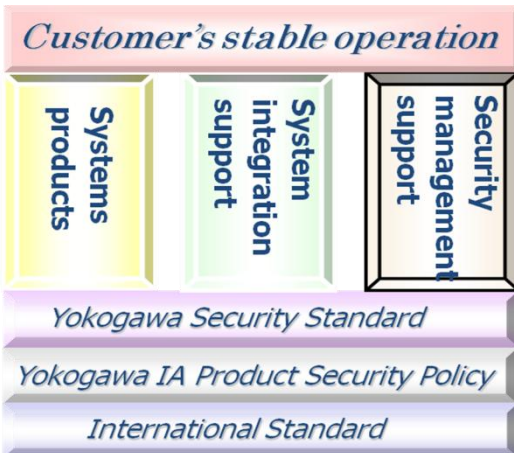 Customer's stable operation
Systems
products
System
integration
support
Security
management
support
Yokogawa Security Standard
Yokogawa IA Product Security Policy
International Standard